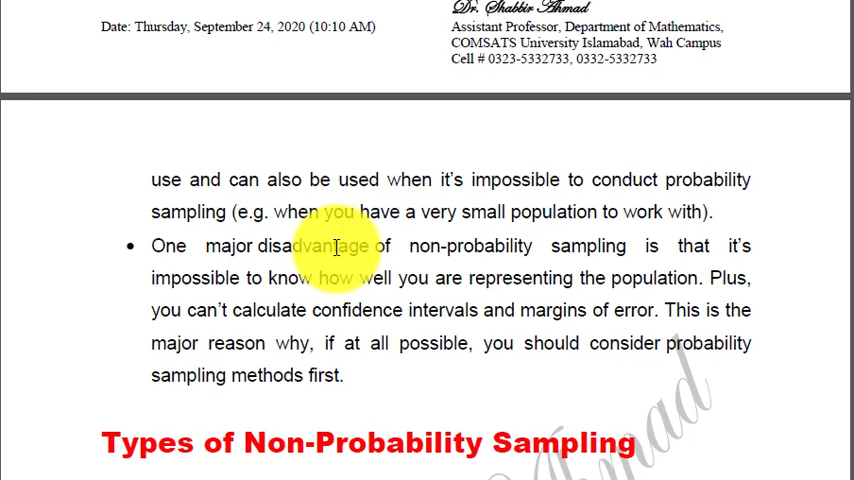 Dr. Shabbir Ahmad
Date: Thursday, September 24, 2020 (10:10 AM)
Assistant Professor, Department of Mathematics,
COMSATS University Islamabad, Wah Campus
Cell # 0323-5332733, 0332-5332733
use and can also be used when it's impossible to conduct probability
sampling (e.g. when you have a very small population to work with).
• One major disadvantage of non-probability sampling is that it's
impossible to know how well you are representing the population. Plus,
you can't calculate confidence intervals and margins of error. This is the
major reason why, if at all possible, you should consider probability
sampling methods first.
Types of Non-Probability Sampling
Ahmad